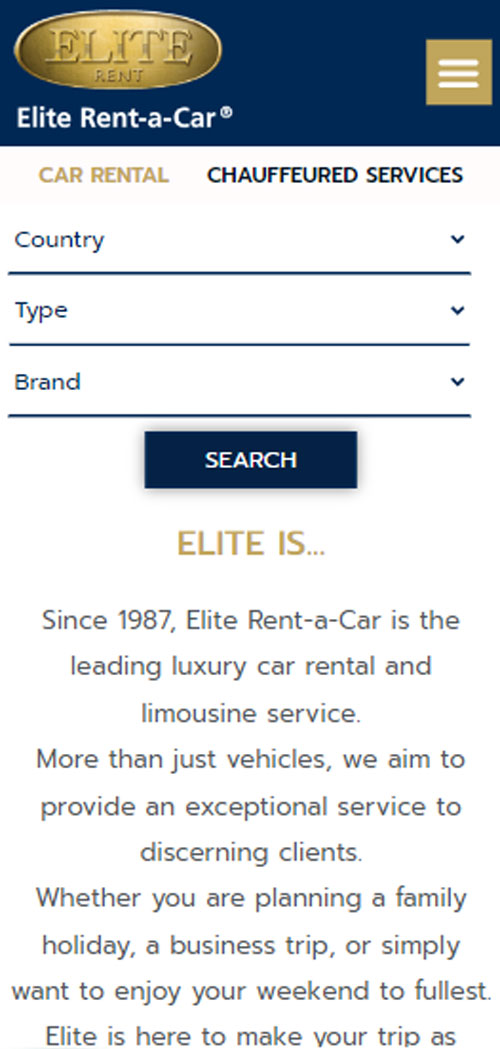 ELITE
RENT
Elite Rent-a-Car®
CAR RENTAL CHAUFFEURED SERVICES
Country
Type
Brand
SEARCH
ELITE IS...
Since 1987, Elite Rent-a-Car is the
leading luxury car rental and
limousine service.
More than just vehicles, we aim to
provide an exceptional service to
discerning clients.
Whether you are planning a family
holiday, a business trip, or simply
want to enjoy your weekend to fullest.
Elite is here to make your trip as